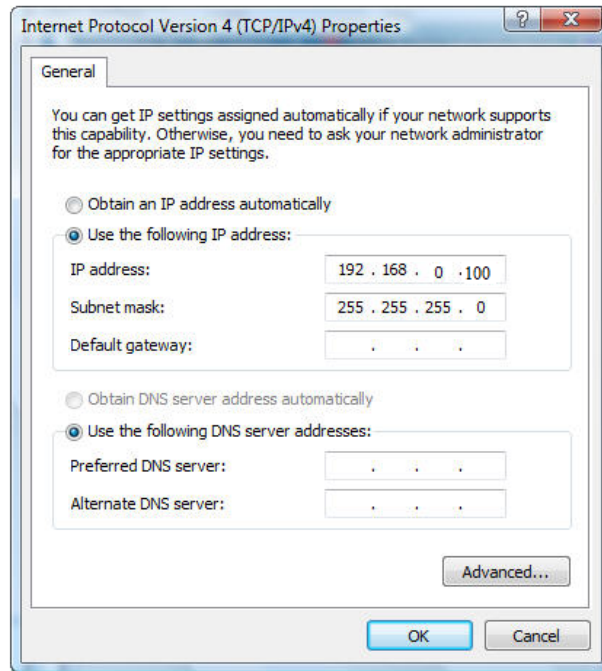 Internet Protocol Version 4 (TCP/IPv4) Properties
General
You can get IP settings assigned automatically if your network supports
this capability. Otherwise, you need to ask your network administrator
for the appropriate IP settings.
Obtain an IP address automatically
Use the following IP address:
IP address: 192 . 168 . 0 . 100
Subnet mask: 255 . 255 . 255 . 0
Default gateway: . . .
Obtain DNS server address automatically
Use the following DNS server addresses:
Preferred DNS server: . . .
Alternate DNS server: . . .
Advanced...
OK Cancel